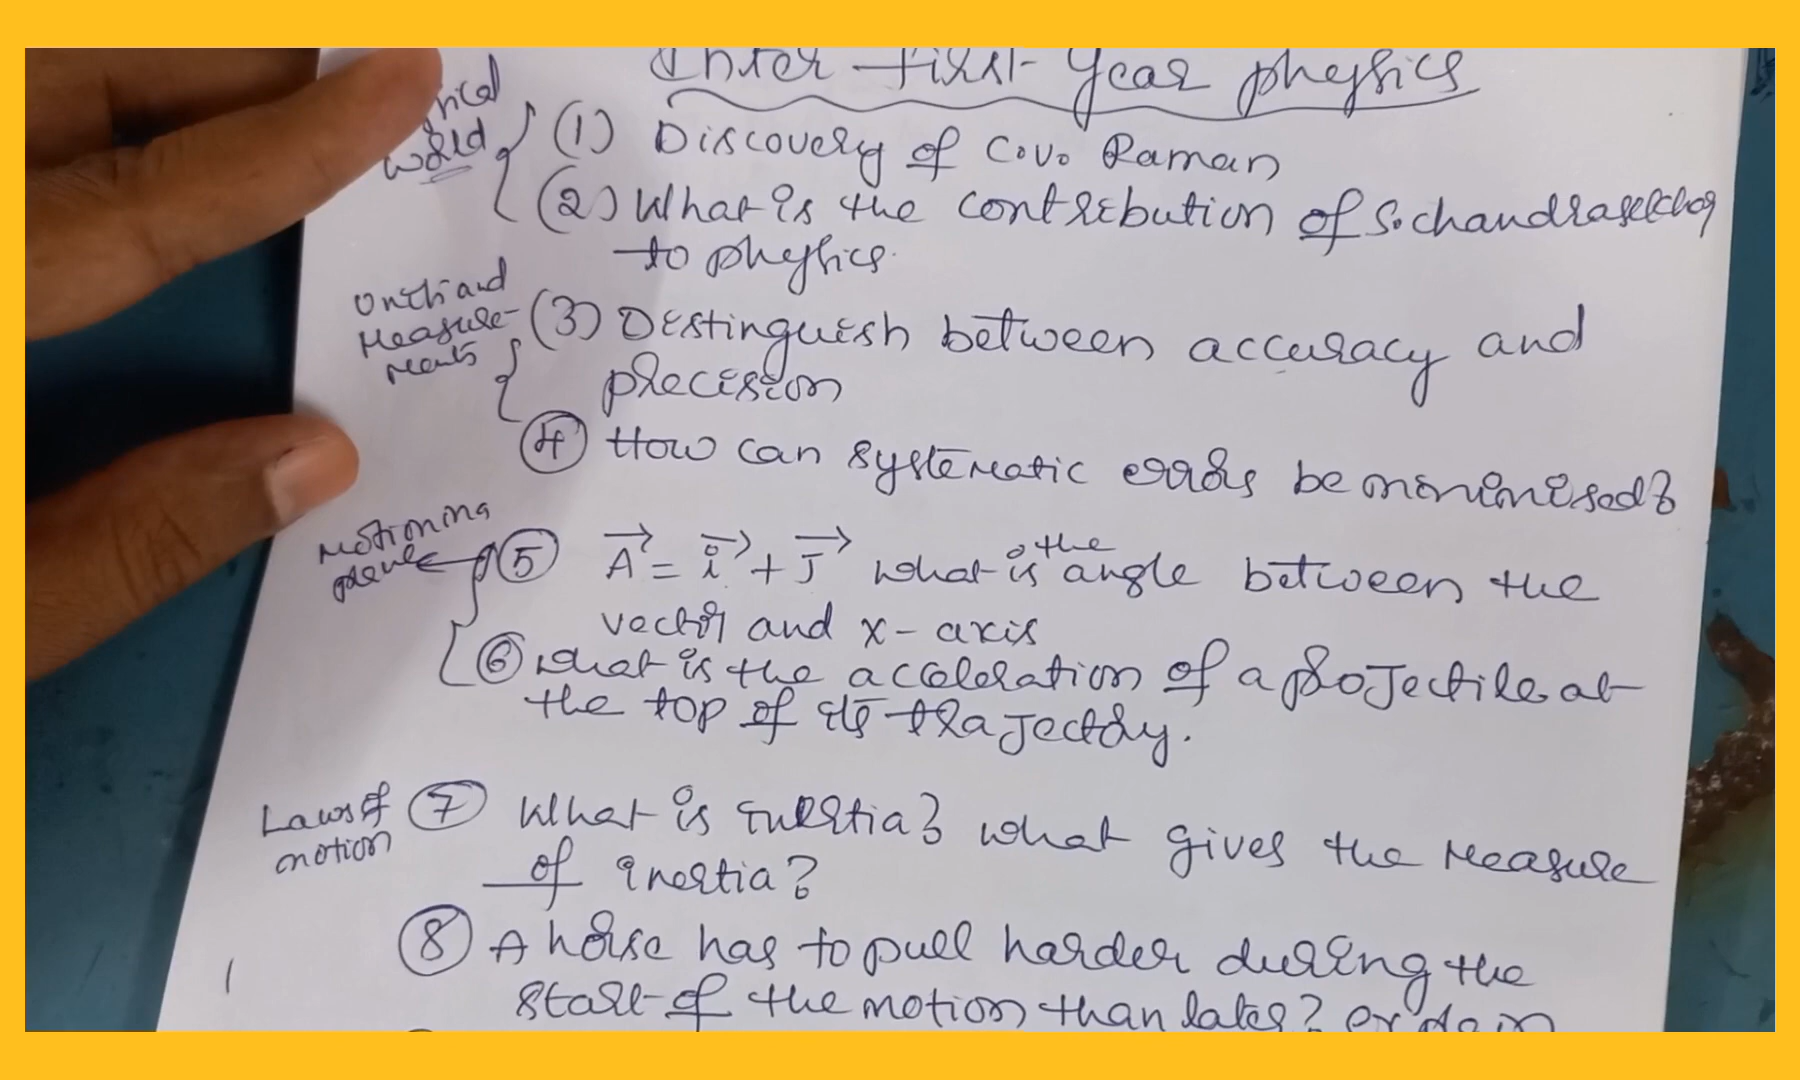 Inter first year physics
world
(1) Discovery of C.V. Raman
(2) What is the contribution of S. chandrasekhar
to physics.
Units and
Measure-
ments
(3) Distinguish between accuracy and
precision
(4) How can systematic errors be minimised?
Motion in a
plane
(5) A = i + J what is the angle between the
vector and x-axis
(6) what is the acceleration of a projectile at
the top of its trajectory.
Laws of
motion
(7) What is inertia? what gives the measure
of inertia?
(8) A horse has to pull harder during the
start of the motion than later?